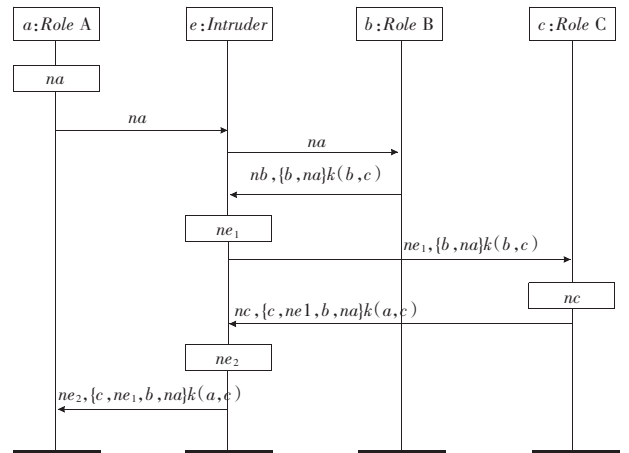 a:Role A
e:Intruder
b:Role B
c:Role C
na
na
na
nb,{b,na}k(b,c)
ne₁
ne₁,{b,na}k(b,c)
nc
nc,{c,ne1,b,na}k(a,c)
ne₂
ne₂,{c,ne₁,b,na}k(a,c)